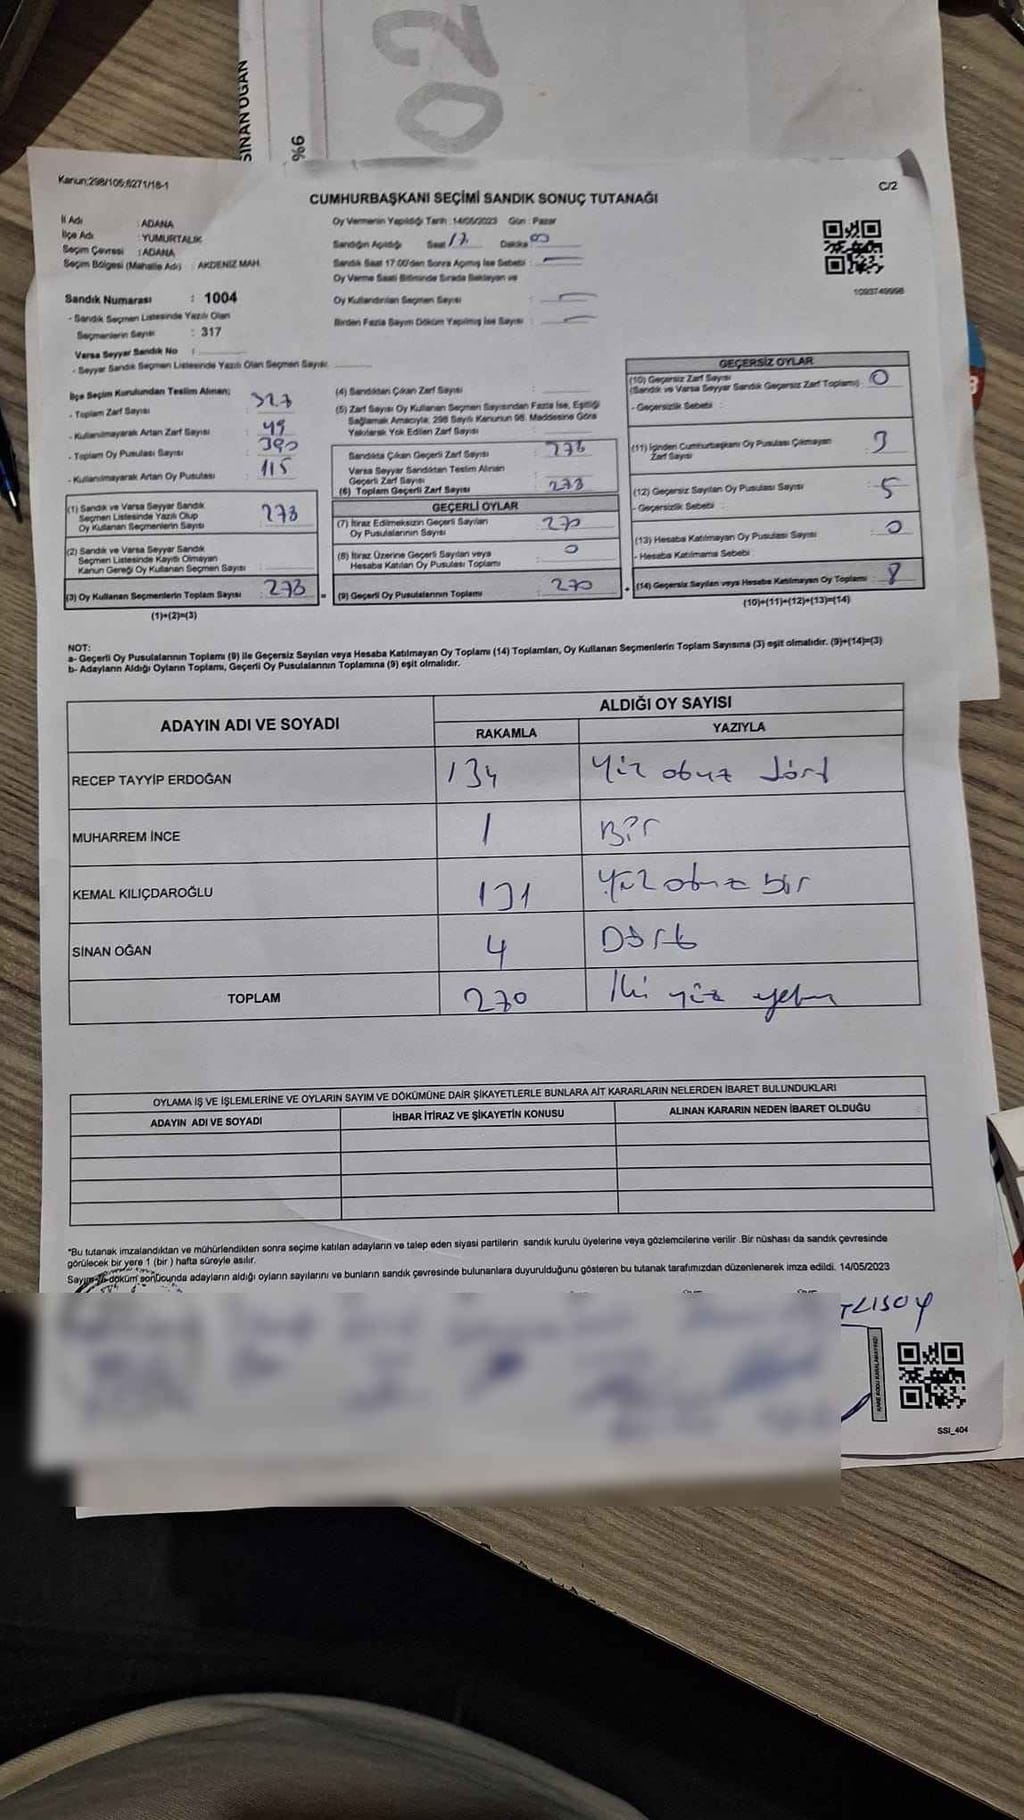 SİNAN OĞAN
%6
20
Kanun:298/105;6271/18-1
C/2
CUMHURBAŞKANI SEÇİMİ SANDIK SONUÇ TUTANAĞI
İl Adı : ADANA
İlçe Adı : YUMURTALIK
Seçim Çevresi : ADANA
Seçim Bölgesi (Mahalle Adı) : AKDENİZ MAH.
Sandık Numarası : 1004
- Sandık Seçmen Listesinde Yazılı Olan
Seçmenlerin Sayısı : 317
Varsa Seyyar Sandık No :
- Seyyar Sandık Seçmen Listesinde Yazılı Olan Seçmen Sayısı:
Oy Vermenin Yapıldığı Tarih : 14/05/2023 Gün : Pazar
Sandığın Açıldığı Saat 17 Dakika 00
Sandık Saat 17:00'den Sonra Açılmış İse Sebebi :
Oy Verme Saati Bitiminde Sırada Bekleyen ve
Oy Kullandırılan Seçmen Sayısı :
Birden Fazla Sayım Döküm Yapılmış İse Sayısı :
1093749998
İlçe Seçim Kurulundan Teslim Alınan;
- Toplam Zarf Sayısı : 327
- Kullanılmayarak Artan Zarf Sayısı : 49
- Toplam Oy Pusulası Sayısı : 390
- Kullanılmayarak Artan Oy Pusulası : 115
(1) Sandık ve Varsa Seyyar Sandık
Seçmen Listesinde Yazılı Olup
Oy Kullanan Seçmenlerin Sayısı : 278
(2) Sandık ve Varsa Seyyar Sandık
Seçmen Listesinde Kayıtlı Olmayan
Kanun Gereği Oy Kullanan Seçmen Sayısı :
(3) Oy Kullanan Seçmenlerin Toplam Sayısı : 278
(1)+(2)=(3)
(4) Sandıktan Çıkan Zarf Sayısı :
(5) Zarf Sayısı Oy Kullanan Seçmen Sayısından Fazla İse, Eşitliği
Sağlamak Amacıyla; 298 Sayılı Kanunun 98. Maddesine Göre
Yakılarak Yok Edilen Zarf Sayısı :
Sandıkta Çıkan Geçerli Zarf Sayısı : 278
Varsa Seyyar Sandıktan Teslim Alınan
Geçerli Zarf Sayısı :
(6) Toplam Geçerli Zarf Sayısı : 278
GEÇERLİ OYLAR
(7) İtiraz Edilmeksizin Geçerli Sayılan
Oy Pusulasının Sayısı : 270
(8) İtiraz Üzerine Geçerli Sayılan veya
Hesaba Katılan Oy Pusulası Toplamı : 0
(9) Geçerli Oy Pusulalarının Toplamı : 270
GEÇERSİZ OYLAR
(10) Geçersiz Zarf Sayısı
(Sandık ve Varsa Seyyar Sandık Geçersiz Zarf Toplamı) : 0
- Geçersizlik Sebebi :
(11) İçinden Cumhurbaşkanı Oy Pusulası Çıkmayan
Zarf Sayısı : 3
(12) Geçersiz Sayılan Oy Pusulası Sayısı : 5
- Geçersizlik Sebebi :
(13) Hesaba Katılmayan Oy Pusulası Sayısı : 0
- Hesaba Katılmama Sebebi :
(14) Geçersiz Sayılan veya Hesaba Katılmayan Oy Toplamı : 8
(10)+(11)+(12)+(13)=(14)
NOT:
a- Geçerli Oy Pusulalarının Toplamı (9) ile Geçersiz Sayılan veya Hesaba Katılmayan Oy Toplamı (14) Toplamları, Oy Kullanan Seçmenlerin Toplam Sayısına (3) eşit olmalıdır. (9)+(14)=(3)
b- Adayların Aldığı Oyların Toplamı, Geçerli Oy Pusulalarının Toplamına (9) eşit olmalıdır.
ADAYIN ADI VE SOYADI
ALDIĞI OY SAYISI
RAKAMLA YAZIYLA
RECEP TAYYİP ERDOĞAN 134 Yüz otuz dört
MUHARREM İNCE 1 Bir
KEMAL KILIÇDAROĞLU 131 Yüz otuz bir
SİNAN OĞAN 4 Dört
TOPLAM 270 İki yüz yetmiş
OYLAMA İŞ VE İŞLEMLERİNE VE OYLARIN SAYIM VE DÖKÜMÜNE DAİR ŞİKAYETLERLE BUNLARA AİT KARARLARIN NELERDEN İBARET BULUNDUKLARI
ADAYIN ADI VE SOYADI İHBAR İTİRAZ VE ŞİKAYETİN KONUSU ALINAN KARARIN NEDEN İBARET OLDUĞU
*Bu tutanak imzalandıktan ve mühürlendikten sonra seçime katılan adayların ve talep eden siyasi partilerin sandık kurulu üyelerine veya gözlemcilerine verilir .Bir nüshası da sandık çevresinde
görülecek bir yere 1 (bir ) hafta süreyle asılır.
Sayım ve döküm sonucunda adayların aldığı oyların sayılarını ve bunların sandık çevresinde bulunanlara duyurulduğunu gösteren bu tutanak tarafımızdan düzenlenerek imza edildi. 14/05/2023
SSİ_404